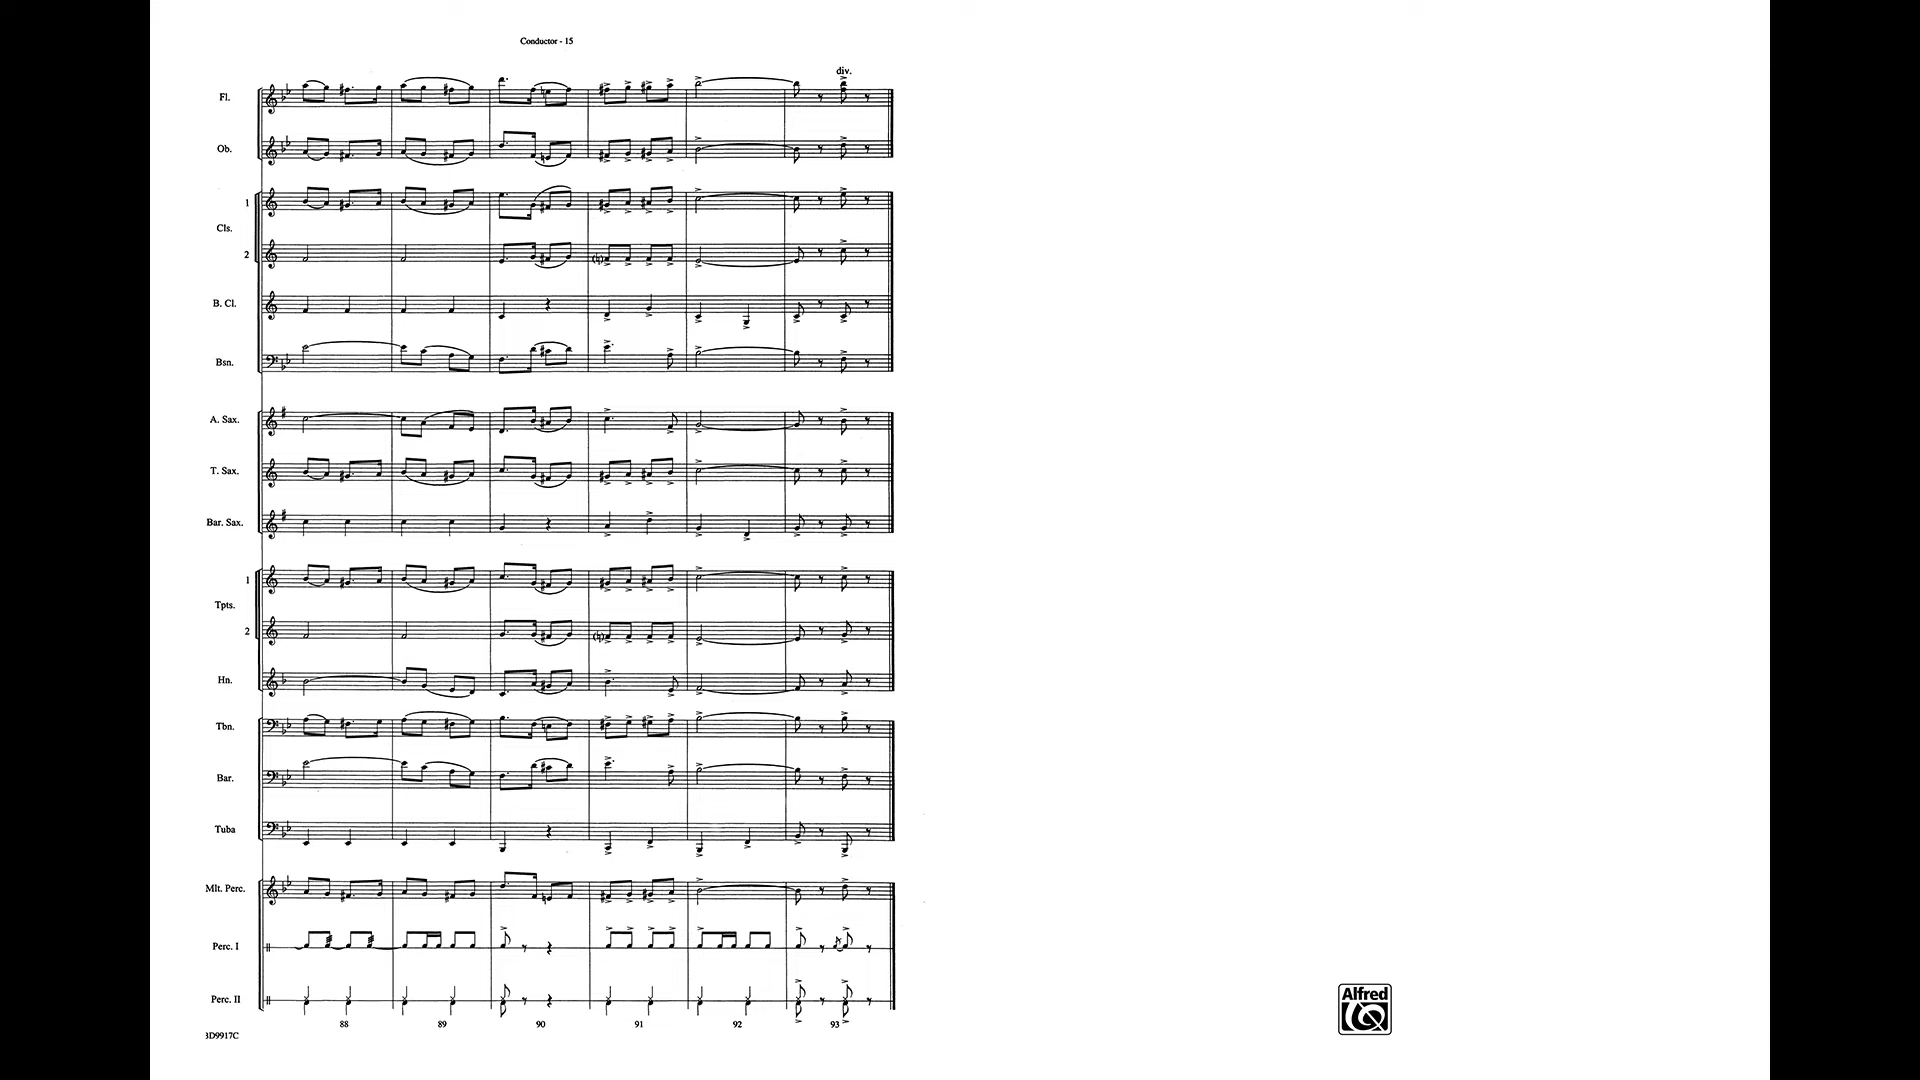 Conductor - 15
div.
Fl.
Ob.
1
Cls.
2
B. Cl.
Bsn.
A. Sax.
T. Sax.
Bar. Sax.
1
Tpts.
2
Hn.
Tbn.
Bar.
Tuba
Mlt. Perc.
Perc. I
Perc. II
88 89 90 91 92 93
BD9917C
Alfred